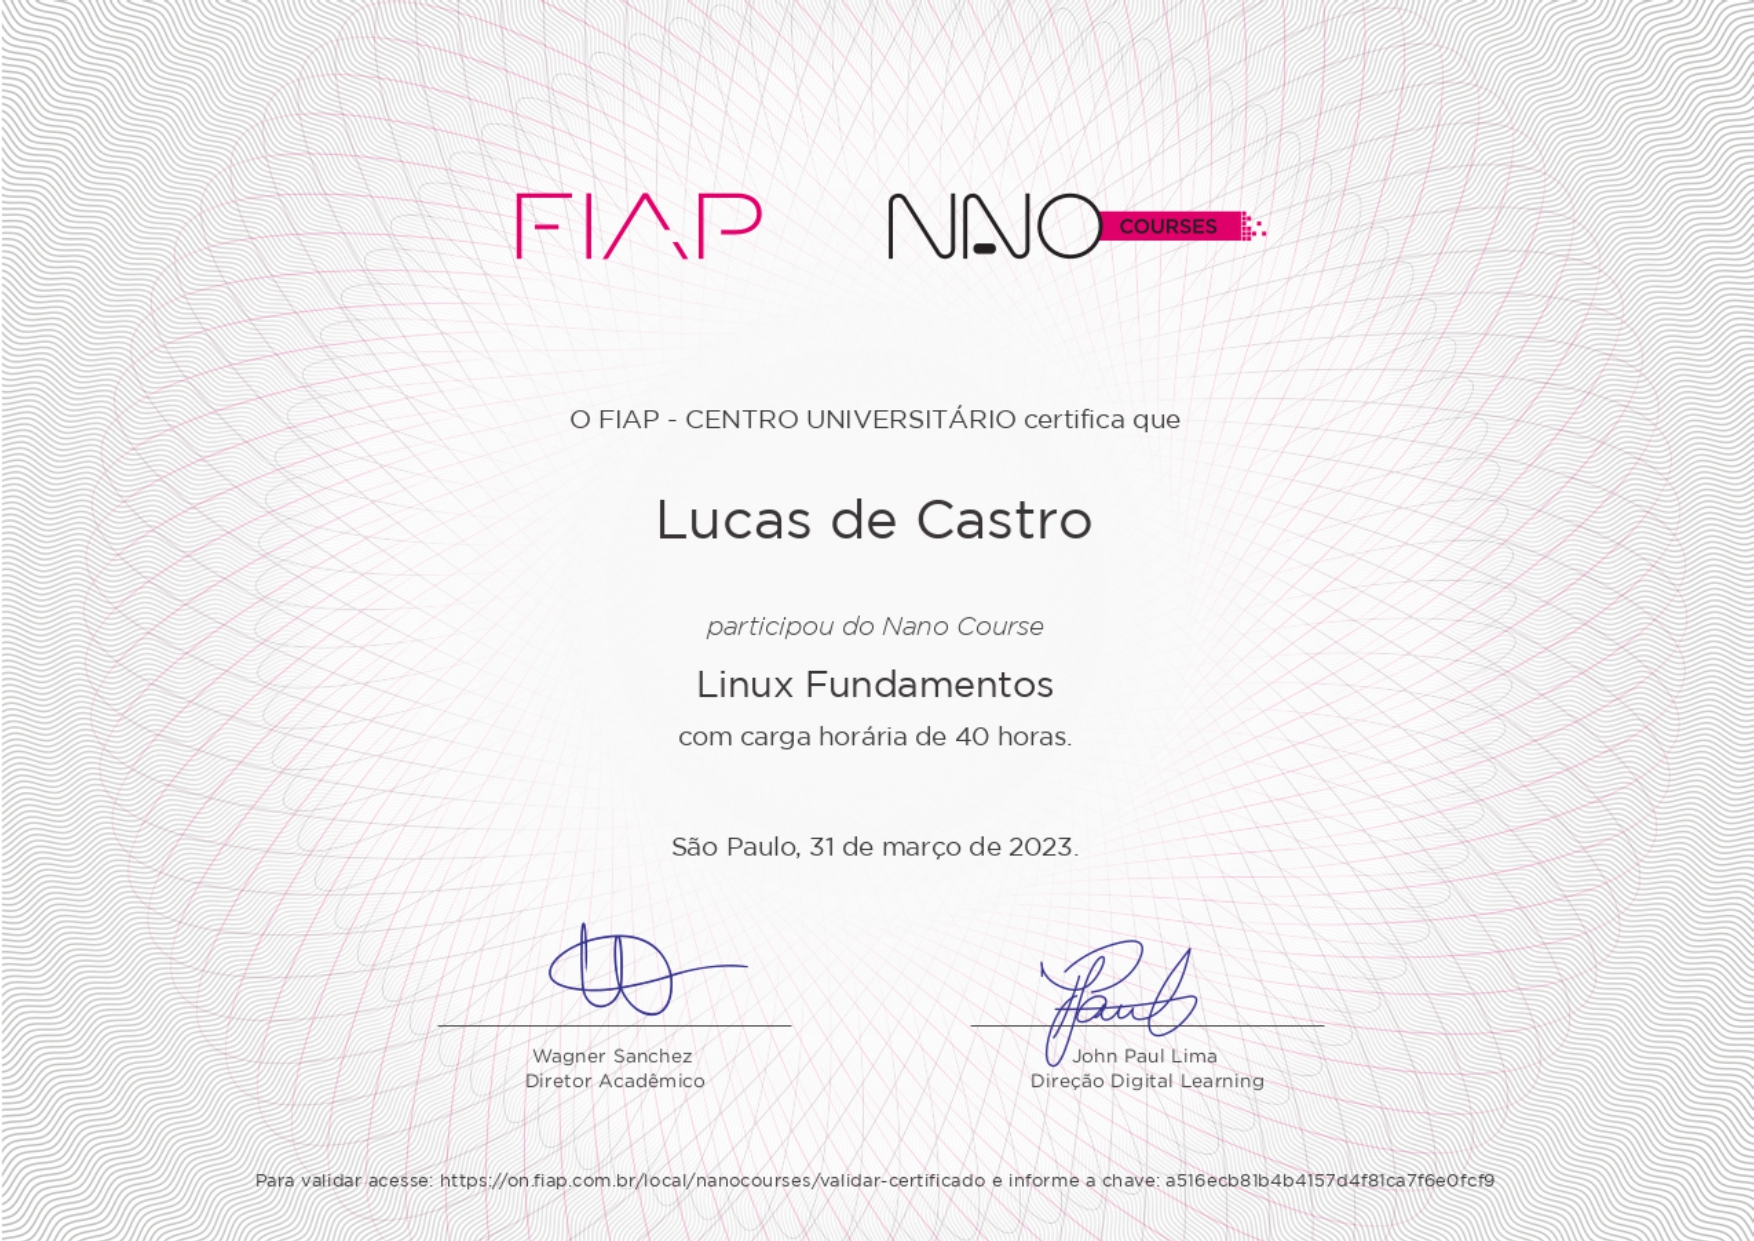 FIAP NANO COURSES
O FIAP - CENTRO UNIVERSITÁRIO certifica que
Lucas de Castro
participou do Nano Course
Linux Fundamentos
com carga horária de 40 horas.
São Paulo, 31 de março de 2023.
Wagner Sanchez
Diretor Acadêmico
John Paul Lima
Direção Digital Learning
Para validar acesse: https://on.fiap.com.br/local/nanocourses/validar-certificado e informe a chave: a516ecb81b4b4157d4f81ca7f6e0fcf9